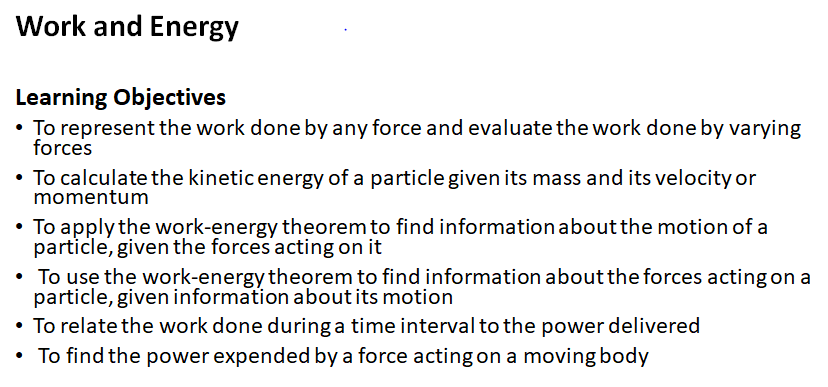 Work and Energy
Learning Objectives
• To represent the work done by any force and evaluate the work done by varying
forces
• To calculate the kinetic energy of a particle given its mass and its velocity or
momentum
• To apply the work-energy theorem to find information about the motion of a
particle, given the forces acting on it
• To use the work-energy theorem to find information about the forces acting on a
particle, given information about its motion
• To relate the work done during a time interval to the power delivered
• To find the power expended by a force acting on a moving body